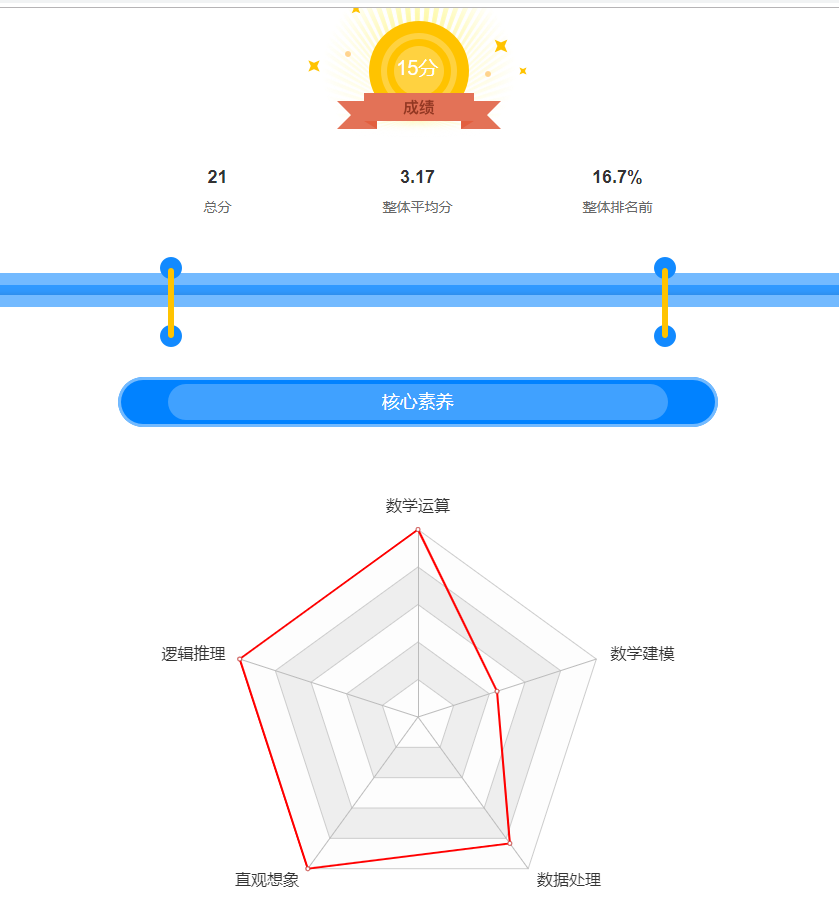 15分
成绩
21
3.17
16.7%
总分
整体平均分
整体排名前
核心素养
数学运算
逻辑推理
数学建模
直观想象
数据处理